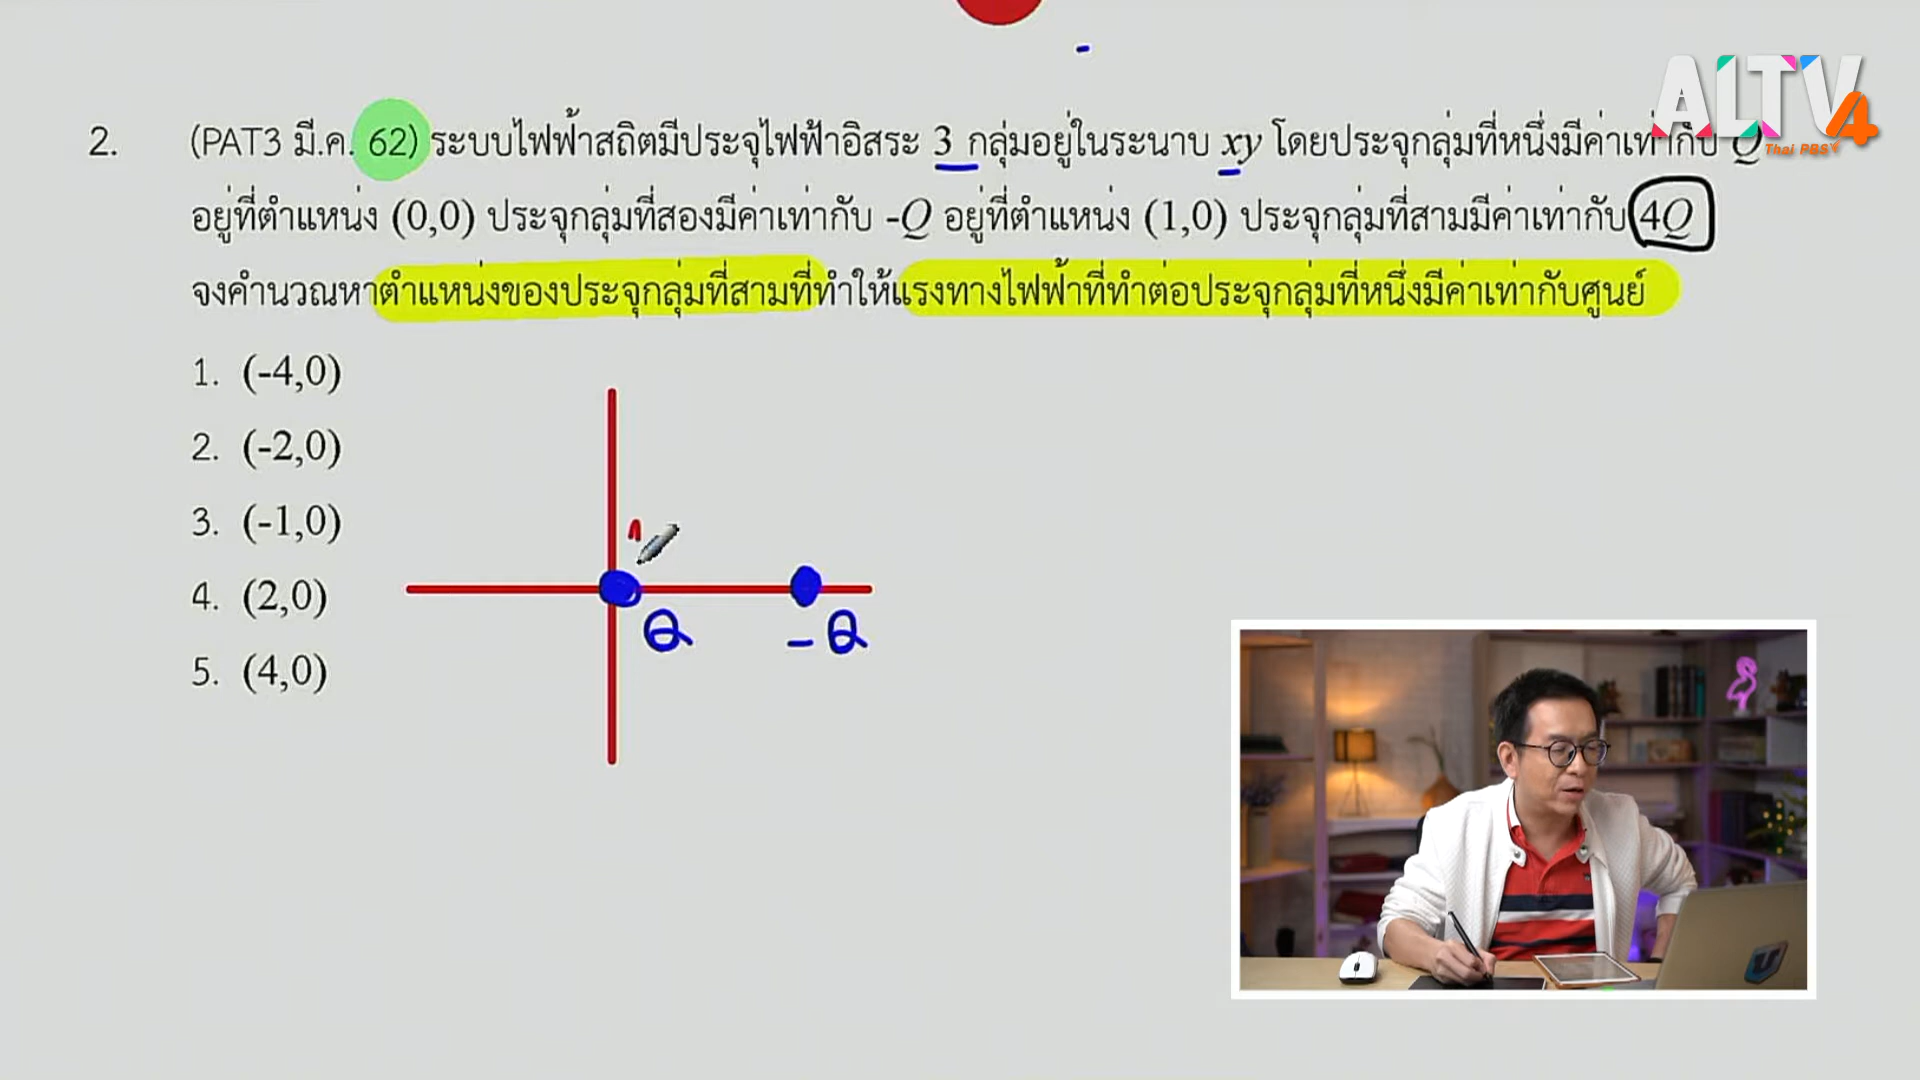 ALTV4
Thai PBS
2. (PAT3 มี.ค. 62) ระบบไฟฟ้าสถิตมีประจุไฟฟ้าอิสระ 3 กลุ่มอยู่ในระนาบ xy โดยประจุกลุ่มที่หนึ่งมีค่าเท่ากับ Q
อยู่ที่ตำแหน่ง (0,0) ประจุกลุ่มที่สองมีค่าเท่ากับ -Q อยู่ที่ตำแหน่ง (1,0) ประจุกลุ่มที่สามมีค่าเท่ากับ 4Q
จงคำนวณหาตำแหน่งของประจุกลุ่มที่สามที่ทำให้แรงทางไฟฟ้าที่ทำต่อประจุกลุ่มที่หนึ่งมีค่าเท่ากับศูนย์
1. (-4,0)
2. (-2,0)
3. (-1,0)
4. (2,0)
5. (4,0)
Q
- Q